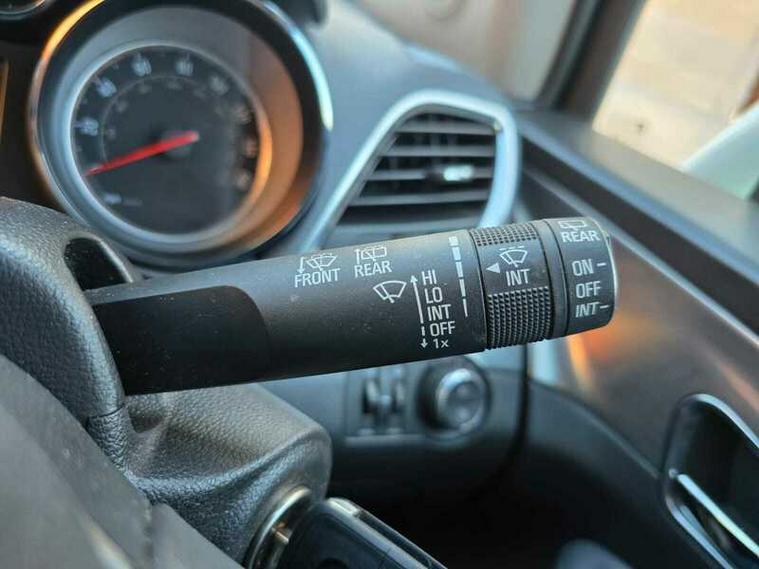 FRONT
REAR
HI
LO
INT
OFF
1x
INT
REAR
ON
OFF
INT